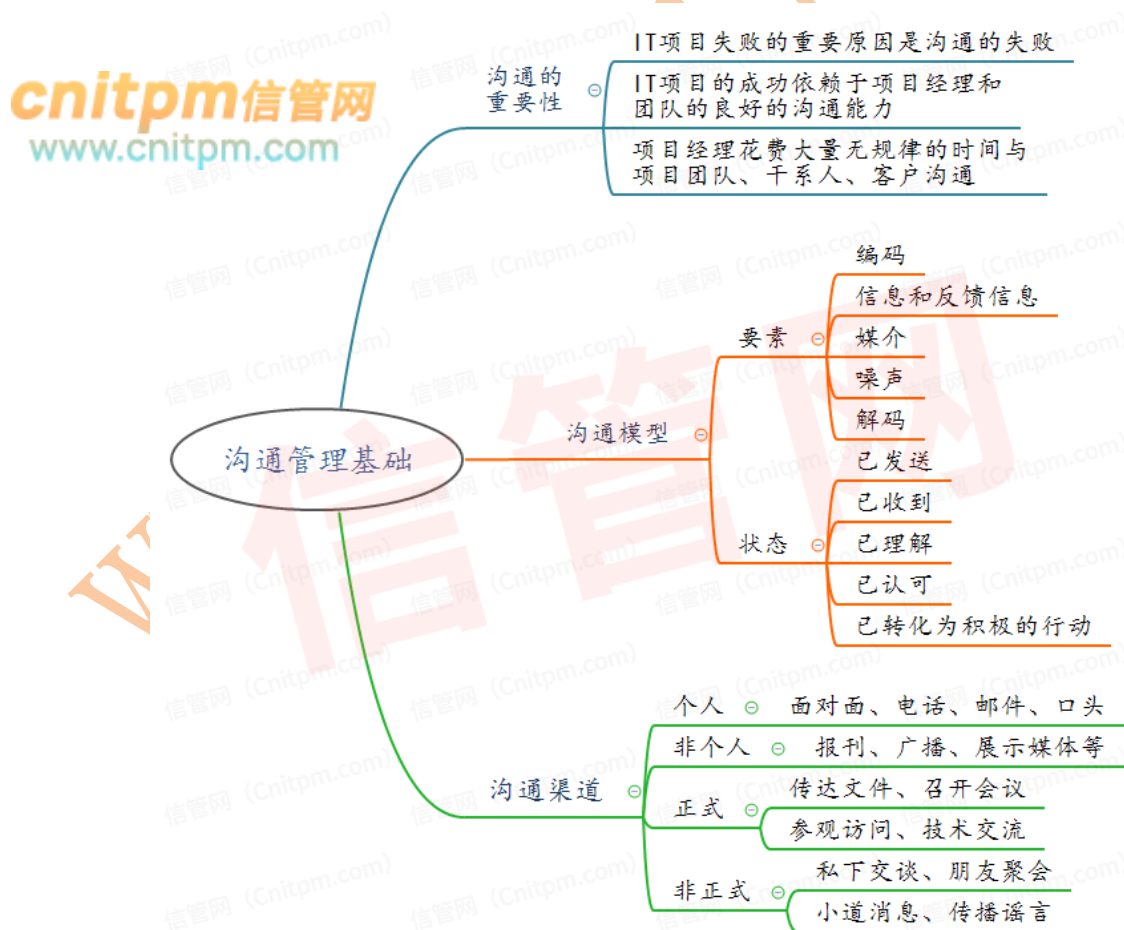 cnitpm信管网
www.cnitpm.com
沟通管理基础
沟通的
重要性
IT项目失败的重要原因是沟通的失败
IT项目的成功依赖于项目经理和
团队的良好的沟通能力
项目经理花费大量无规律的时间与
项目团队、干系人、客户沟通
沟通模型
要素
编码
信息和反馈信息
媒介
噪声
解码
状态
已发送
已收到
已理解
已认可
已转化为积极的行动
沟通渠道
个人
面对面、电话、邮件、口头
非个人
报刊、广播、展示媒体等
正式
传达文件、召开会议
参观访问、技术交流
非正式
私下交谈、朋友聚会
小道消息、传播谣言
信管网
信管网（Cnitpm.com）